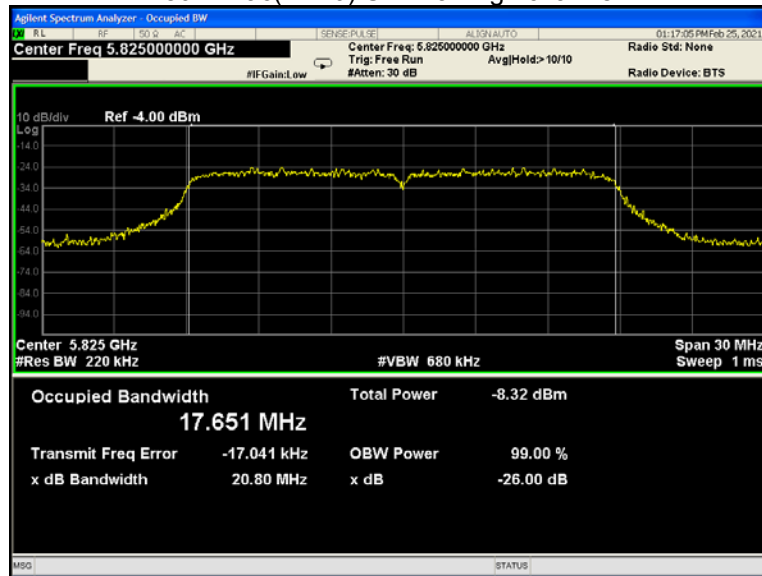 Agilent Spectrum Analyzer - Occupied BW
RL RF 50 Ω AC SENSE:PULSE ALIGNAUTO 01:17:05 PM Feb 25, 2021
Center Freq 5.825000000 GHz Center Freq: 5.825000000 GHz Radio Std: None
Trig: Free Run Avg|Hold:> 10/10
#IFGain:Low #Atten: 30 dB Radio Device: BTS
10 dB/div Ref -4.00 dBm
Log
-14.0
-24.0
-34.0
-44.0
-54.0
-64.0
-74.0
-84.0
-94.0
Center 5.825 GHz Span 30 MHz
#Res BW 220 kHz #VBW 680 kHz Sweep 1 ms
Occupied Bandwidth Total Power -8.32 dBm
17.651 MHz
Transmit Freq Error -17.041 kHz OBW Power 99.00 %
x dB Bandwidth 20.80 MHz x dB -26.00 dB
MSG STATUS